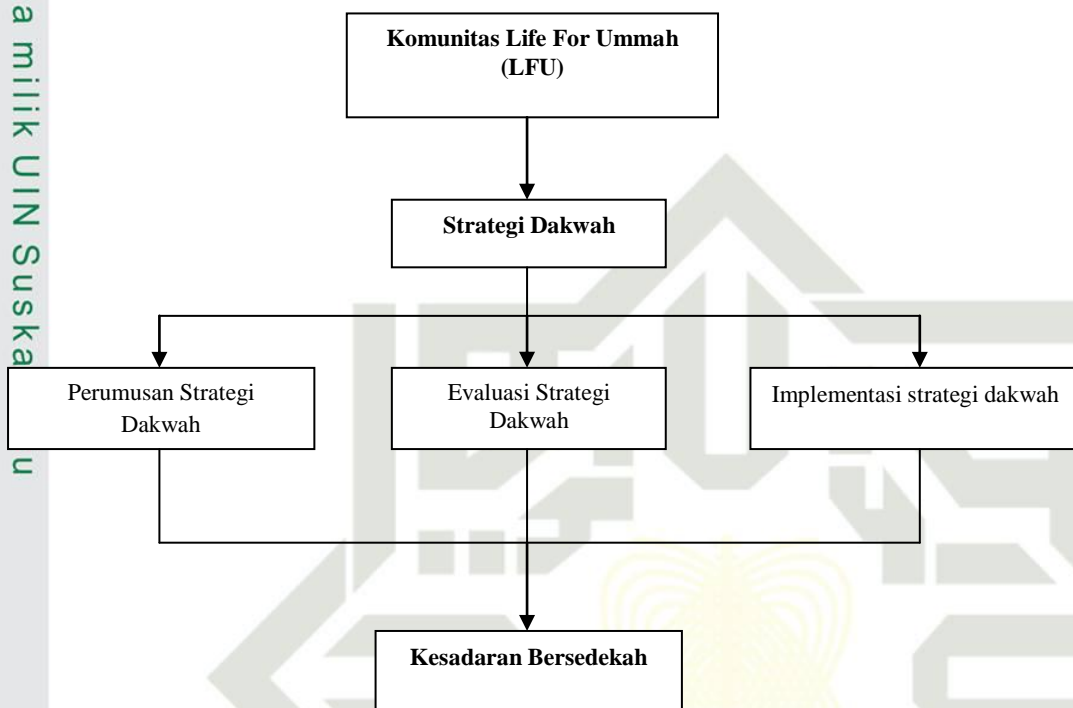 a milik UIN Suska
u
Komunitas Life For Ummah
(LFU)
Strategi Dakwah
Perumusan Strategi
Dakwah
Evaluasi Strategi
Dakwah
Implementasi strategi dakwah
Kesadaran Bersedekah